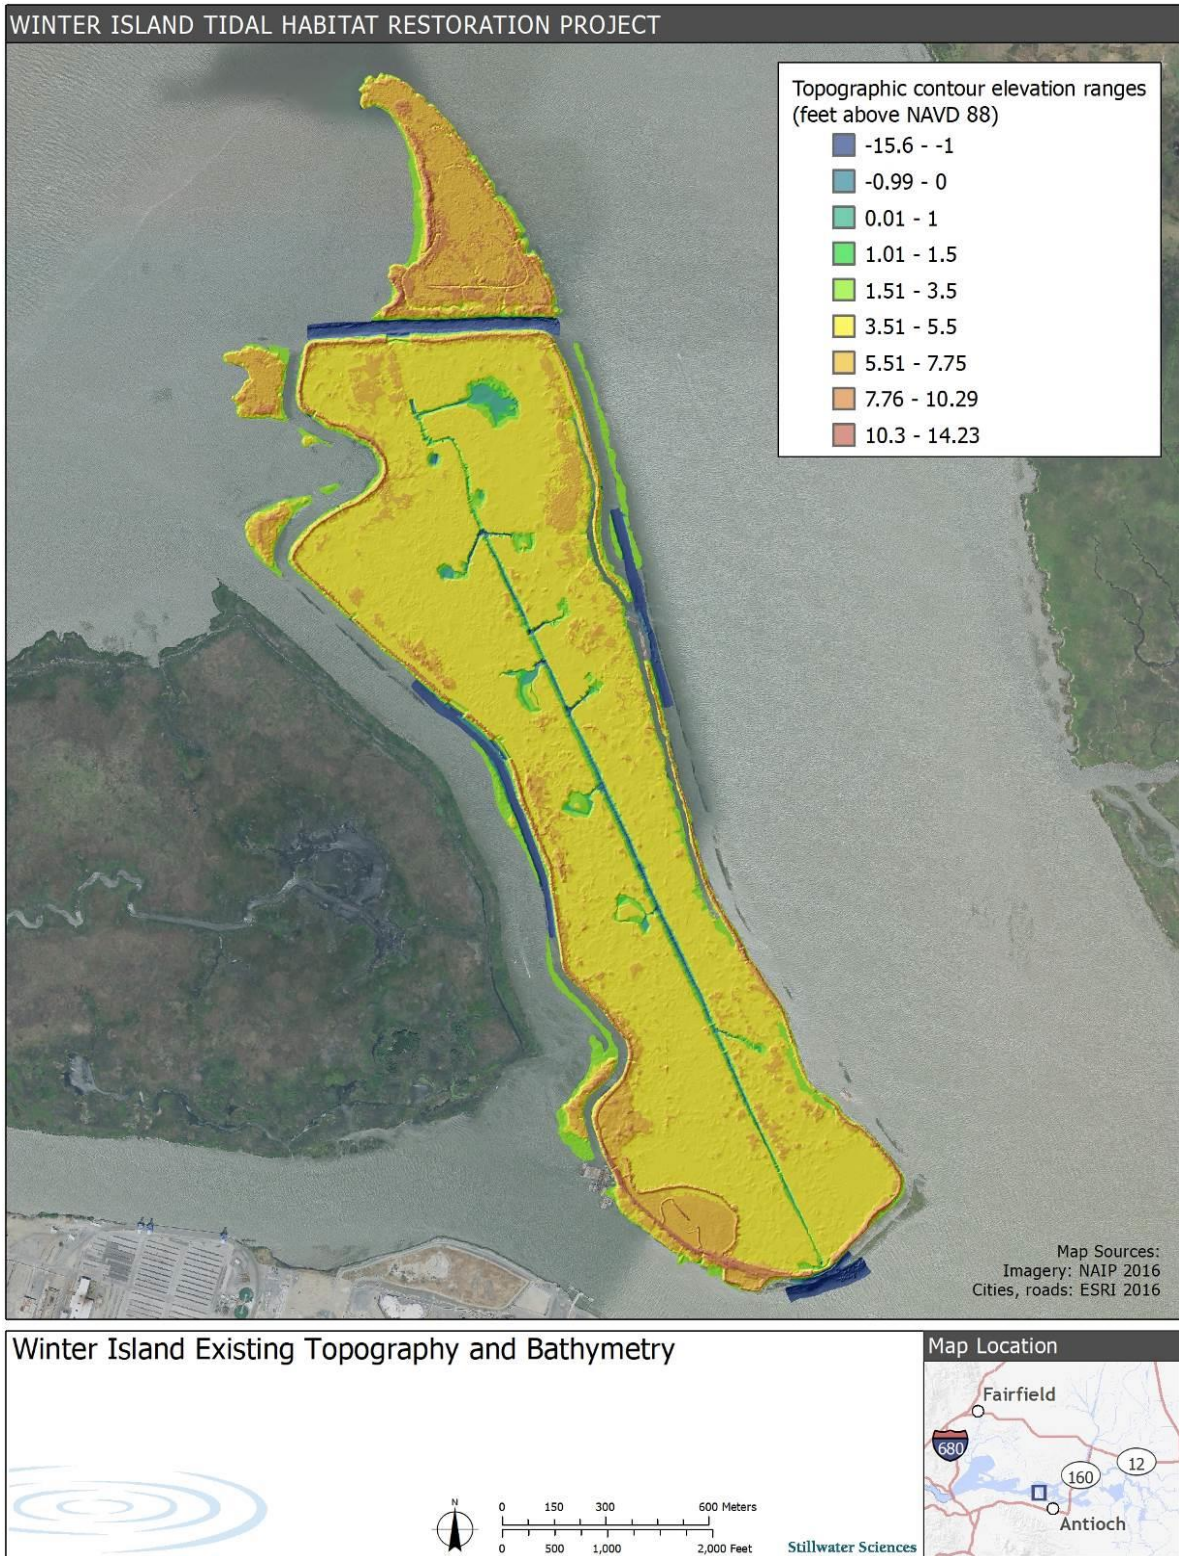 WINTER ISLAND TIDAL HABITAT RESTORATION PROJECT
Topographic contour elevation ranges
(feet above NAVD 88)
-15.6 - -1
-0.99 - 0
0.01 - 1
1.01 - 1.5
1.51 - 3.5
3.51 - 5.5
5.51 - 7.75
7.76 - 10.29
10.3 - 14.23
Map Sources:
Imagery: NAIP 2016
Cities, roads: ESRI 2016
Winter Island Existing Topography and Bathymetry
N
0 150 300 600 Meters
0 500 1,000 2,000 Feet
Stillwater Sciences
Map Location
Fairfield
680
12
160
Antioch